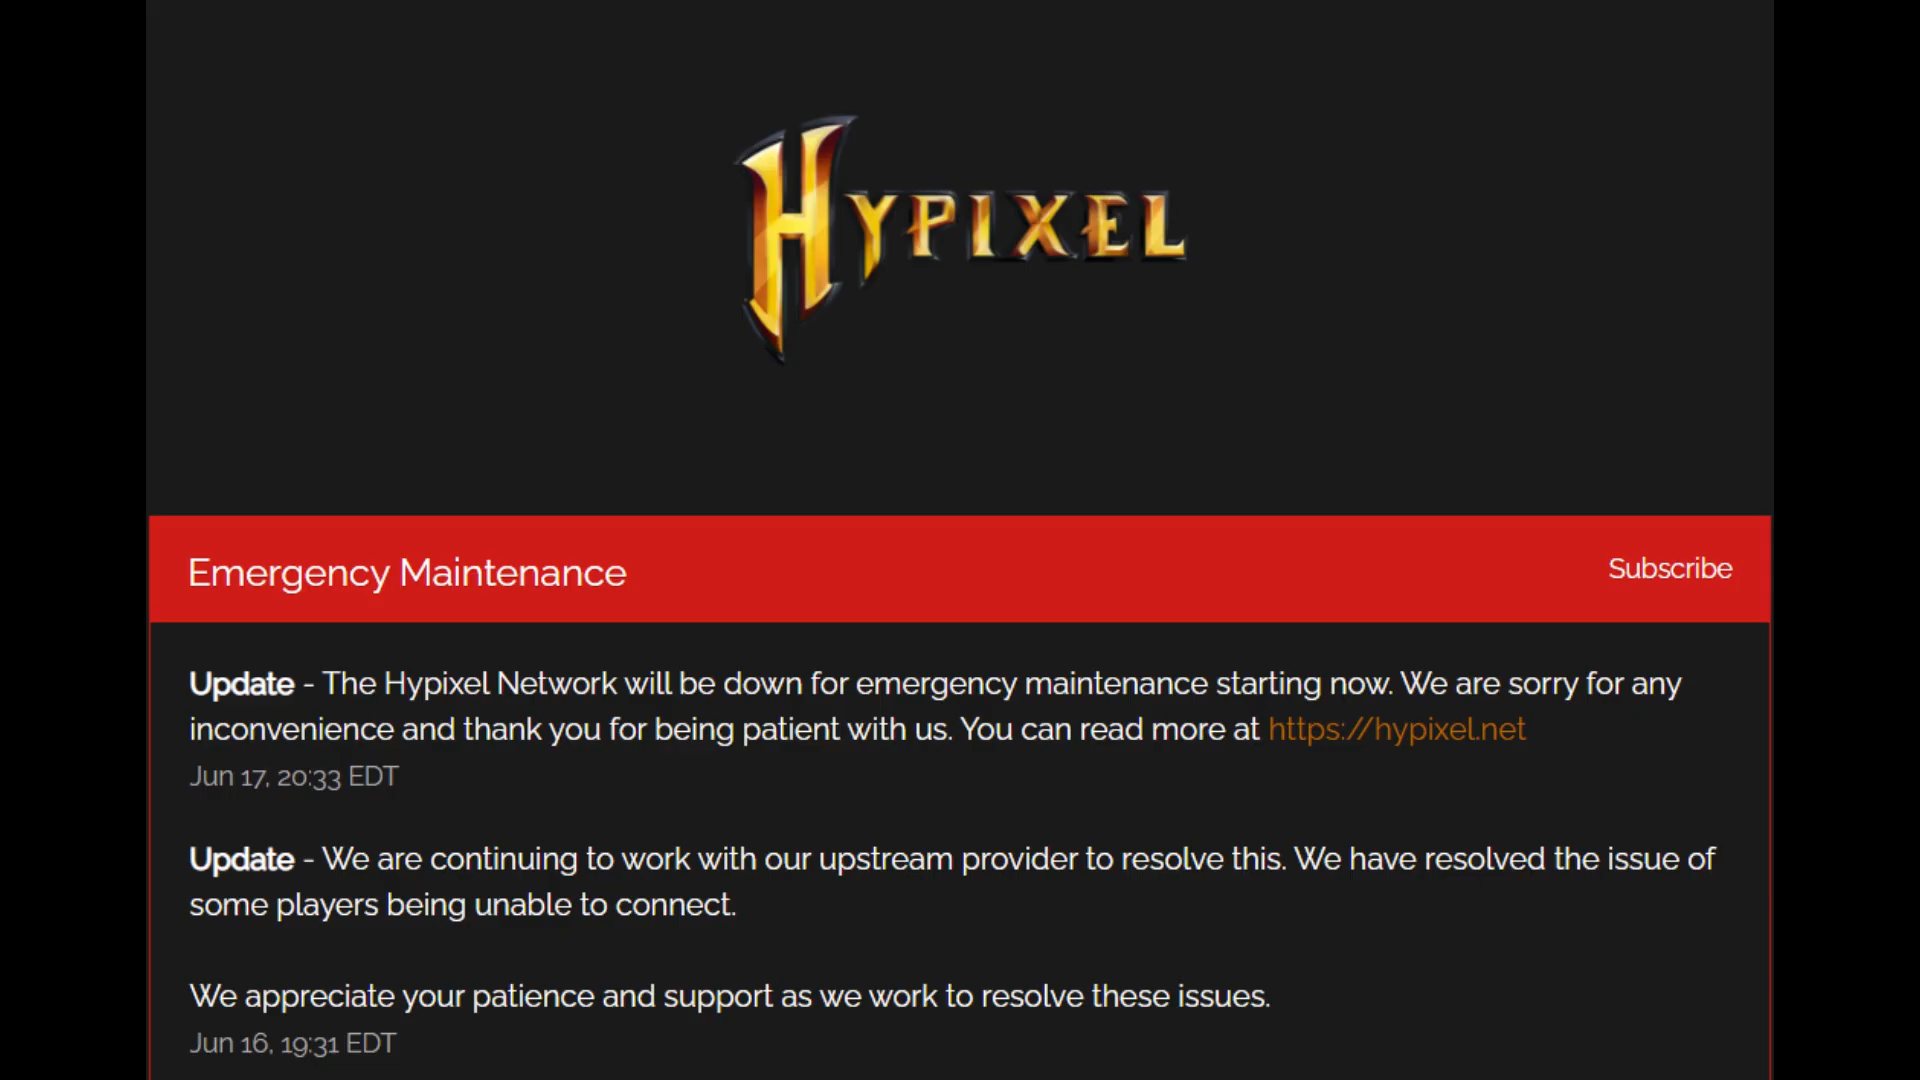 HYPIXEL
Emergency Maintenance
Subscribe
Update - The Hypixel Network will be down for emergency maintenance starting now. We are sorry for any
inconvenience and thank you for being patient with us. You can read more at https://hypixel.net
Jun 17, 20:33 EDT
Update - We are continuing to work with our upstream provider to resolve this. We have resolved the issue of
some players being unable to connect.
We appreciate your patience and support as we work to resolve these issues.
Jun 16, 19:31 EDT